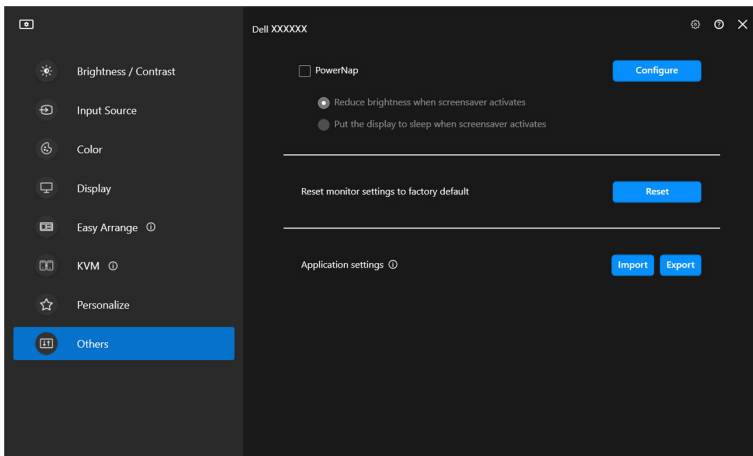 Dell XXXXXX
Brightness / Contrast
Input Source
Color
Display
Easy Arrange
KVM
Personalize
Others
PowerNap
Configure
Reduce brightness when screensaver activates
Put the display to sleep when screensaver activates
Reset monitor settings to factory default
Reset
Application settings
Import
Export